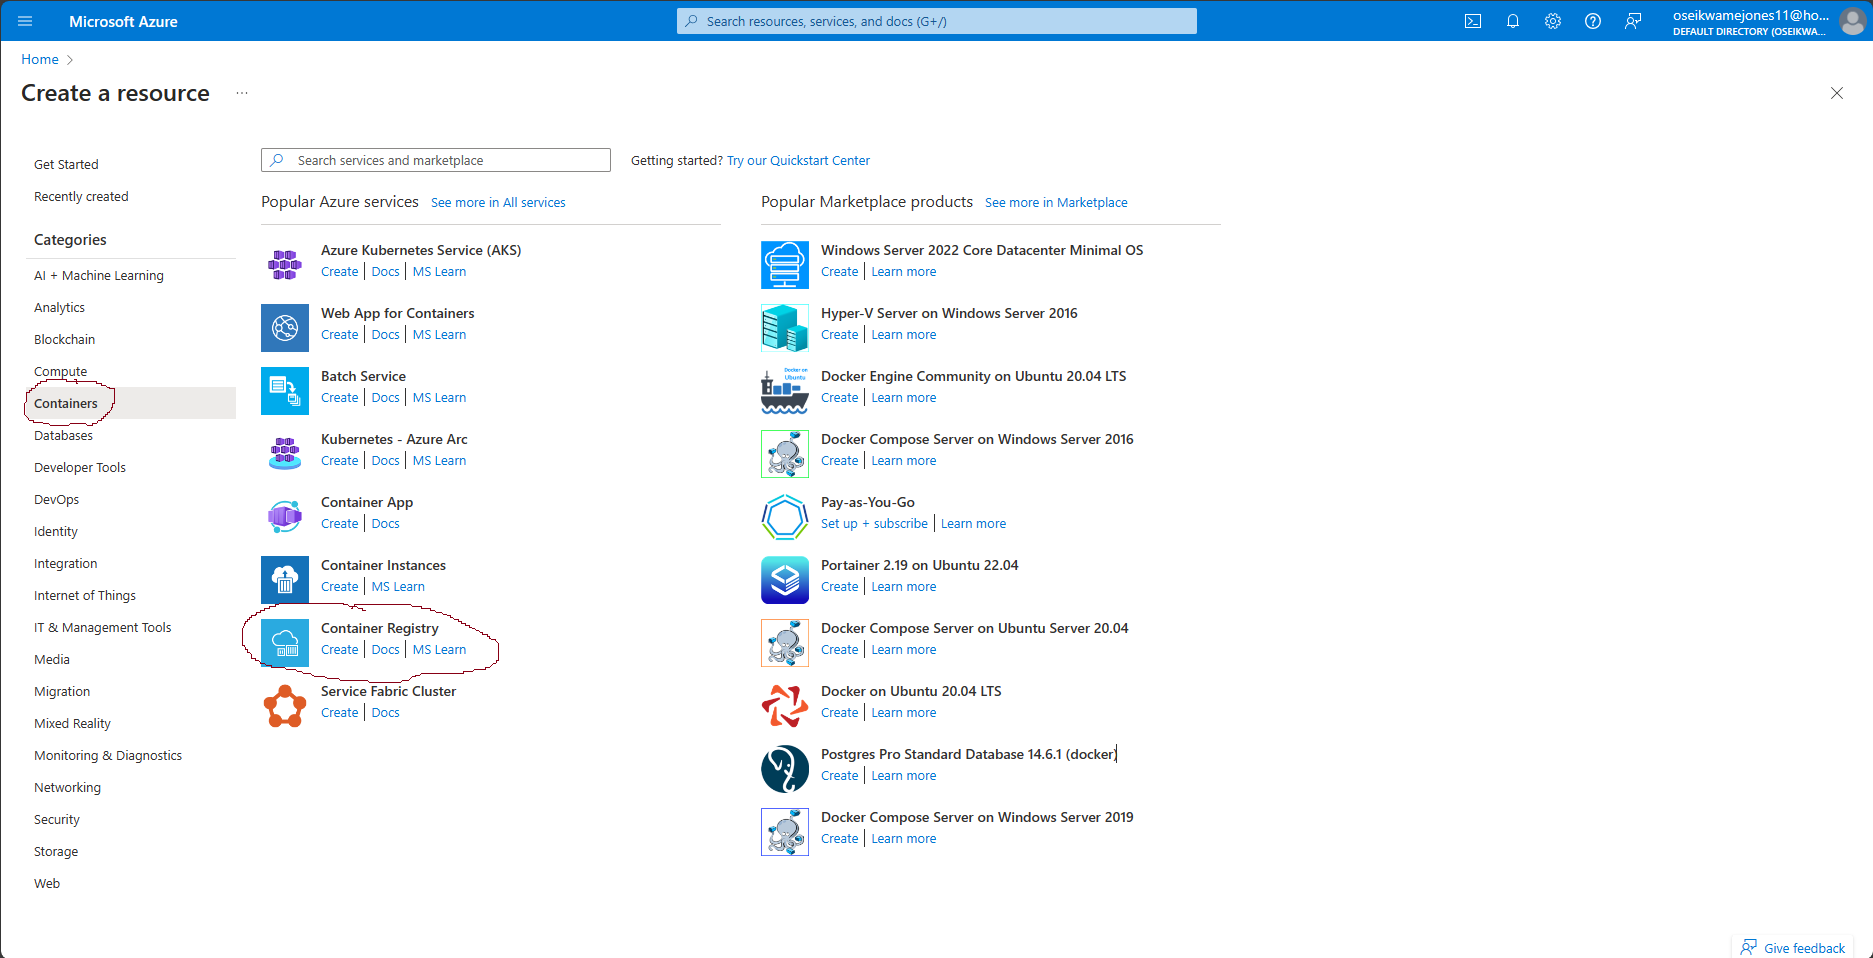 Microsoft Azure
Search resources, services, and docs (G+/)
oseikwamejones11@ho...
DEFAULT DIRECTORY (OSEIKWA...
Home
Create a resource
Get Started
Recently created
Categories
AI + Machine Learning
Analytics
Blockchain
Compute
Containers
Databases
Developer Tools
DevOps
Identity
Integration
Internet of Things
IT & Management Tools
Media
Migration
Mixed Reality
Monitoring & Diagnostics
Networking
Security
Storage
Web
Search services and marketplace
Getting started? Try our Quickstart Center
Popular Azure services See more in All services
Azure Kubernetes Service (AKS)
Create | Docs | MS Learn
Web App for Containers
Create | Docs | MS Learn
Batch Service
Create | Docs | MS Learn
Kubernetes - Azure Arc
Create | Docs | MS Learn
Container App
Create | Docs
Container Instances
Create | MS Learn
Container Registry
Create | Docs | MS Learn
Service Fabric Cluster
Create | Docs
Popular Marketplace products See more in Marketplace
Windows Server 2022 Core Datacenter Minimal OS
Create | Learn more
Hyper-V Server on Windows Server 2016
Create | Learn more
Docker on
Ubuntu
Docker Engine Community on Ubuntu 20.04 LTS
Create | Learn more
Docker Compose Server on Windows Server 2016
Create | Learn more
Pay-as-You-Go
Set up + subscribe | Learn more
Portainer 2.19 on Ubuntu 22.04
Create | Learn more
Docker Compose Server on Ubuntu Server 20.04
Create | Learn more
Docker on Ubuntu 20.04 LTS
Create | Learn more
Postgres Pro Standard Database 14.6.1 (docker)
Create | Learn more
Docker Compose Server on Windows Server 2019
Create | Learn more
Give feedback